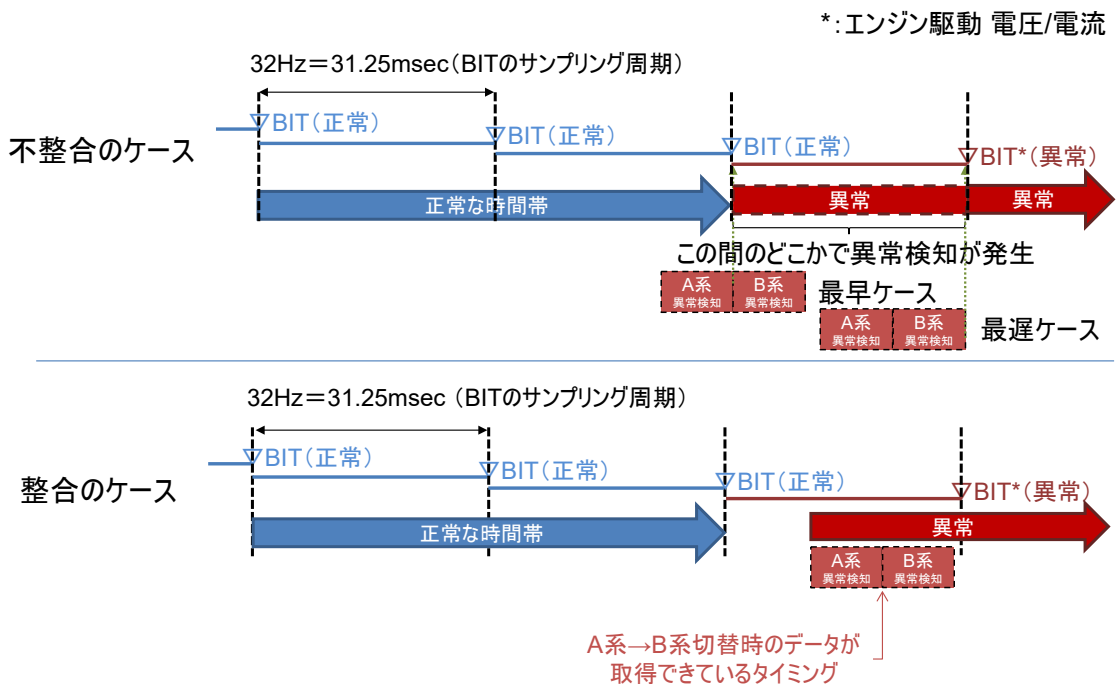 *：エンジン駆動 電圧/電流
32Hz＝31.25msec（BITのサンプリング周期）
▽BIT（正常）
▽BIT（正常）
▽BIT（正常）
▽BIT*（異常）
不整合のケース
正常な時間帯
異常
異常
この間のどこかで異常検知が発生
A系
異常検知
B系
異常検知
最早ケース
A系
異常検知
B系
異常検知
最遅ケース
32Hz＝31.25msec （BITのサンプリング周期）
▽BIT（正常）
▽BIT（正常）
▽BIT（正常）
▽BIT*（異常）
整合のケース
正常な時間帯
異常
A系
異常検知
B系
異常検知
A系→B系切替時のデータが
取得できているタイミング